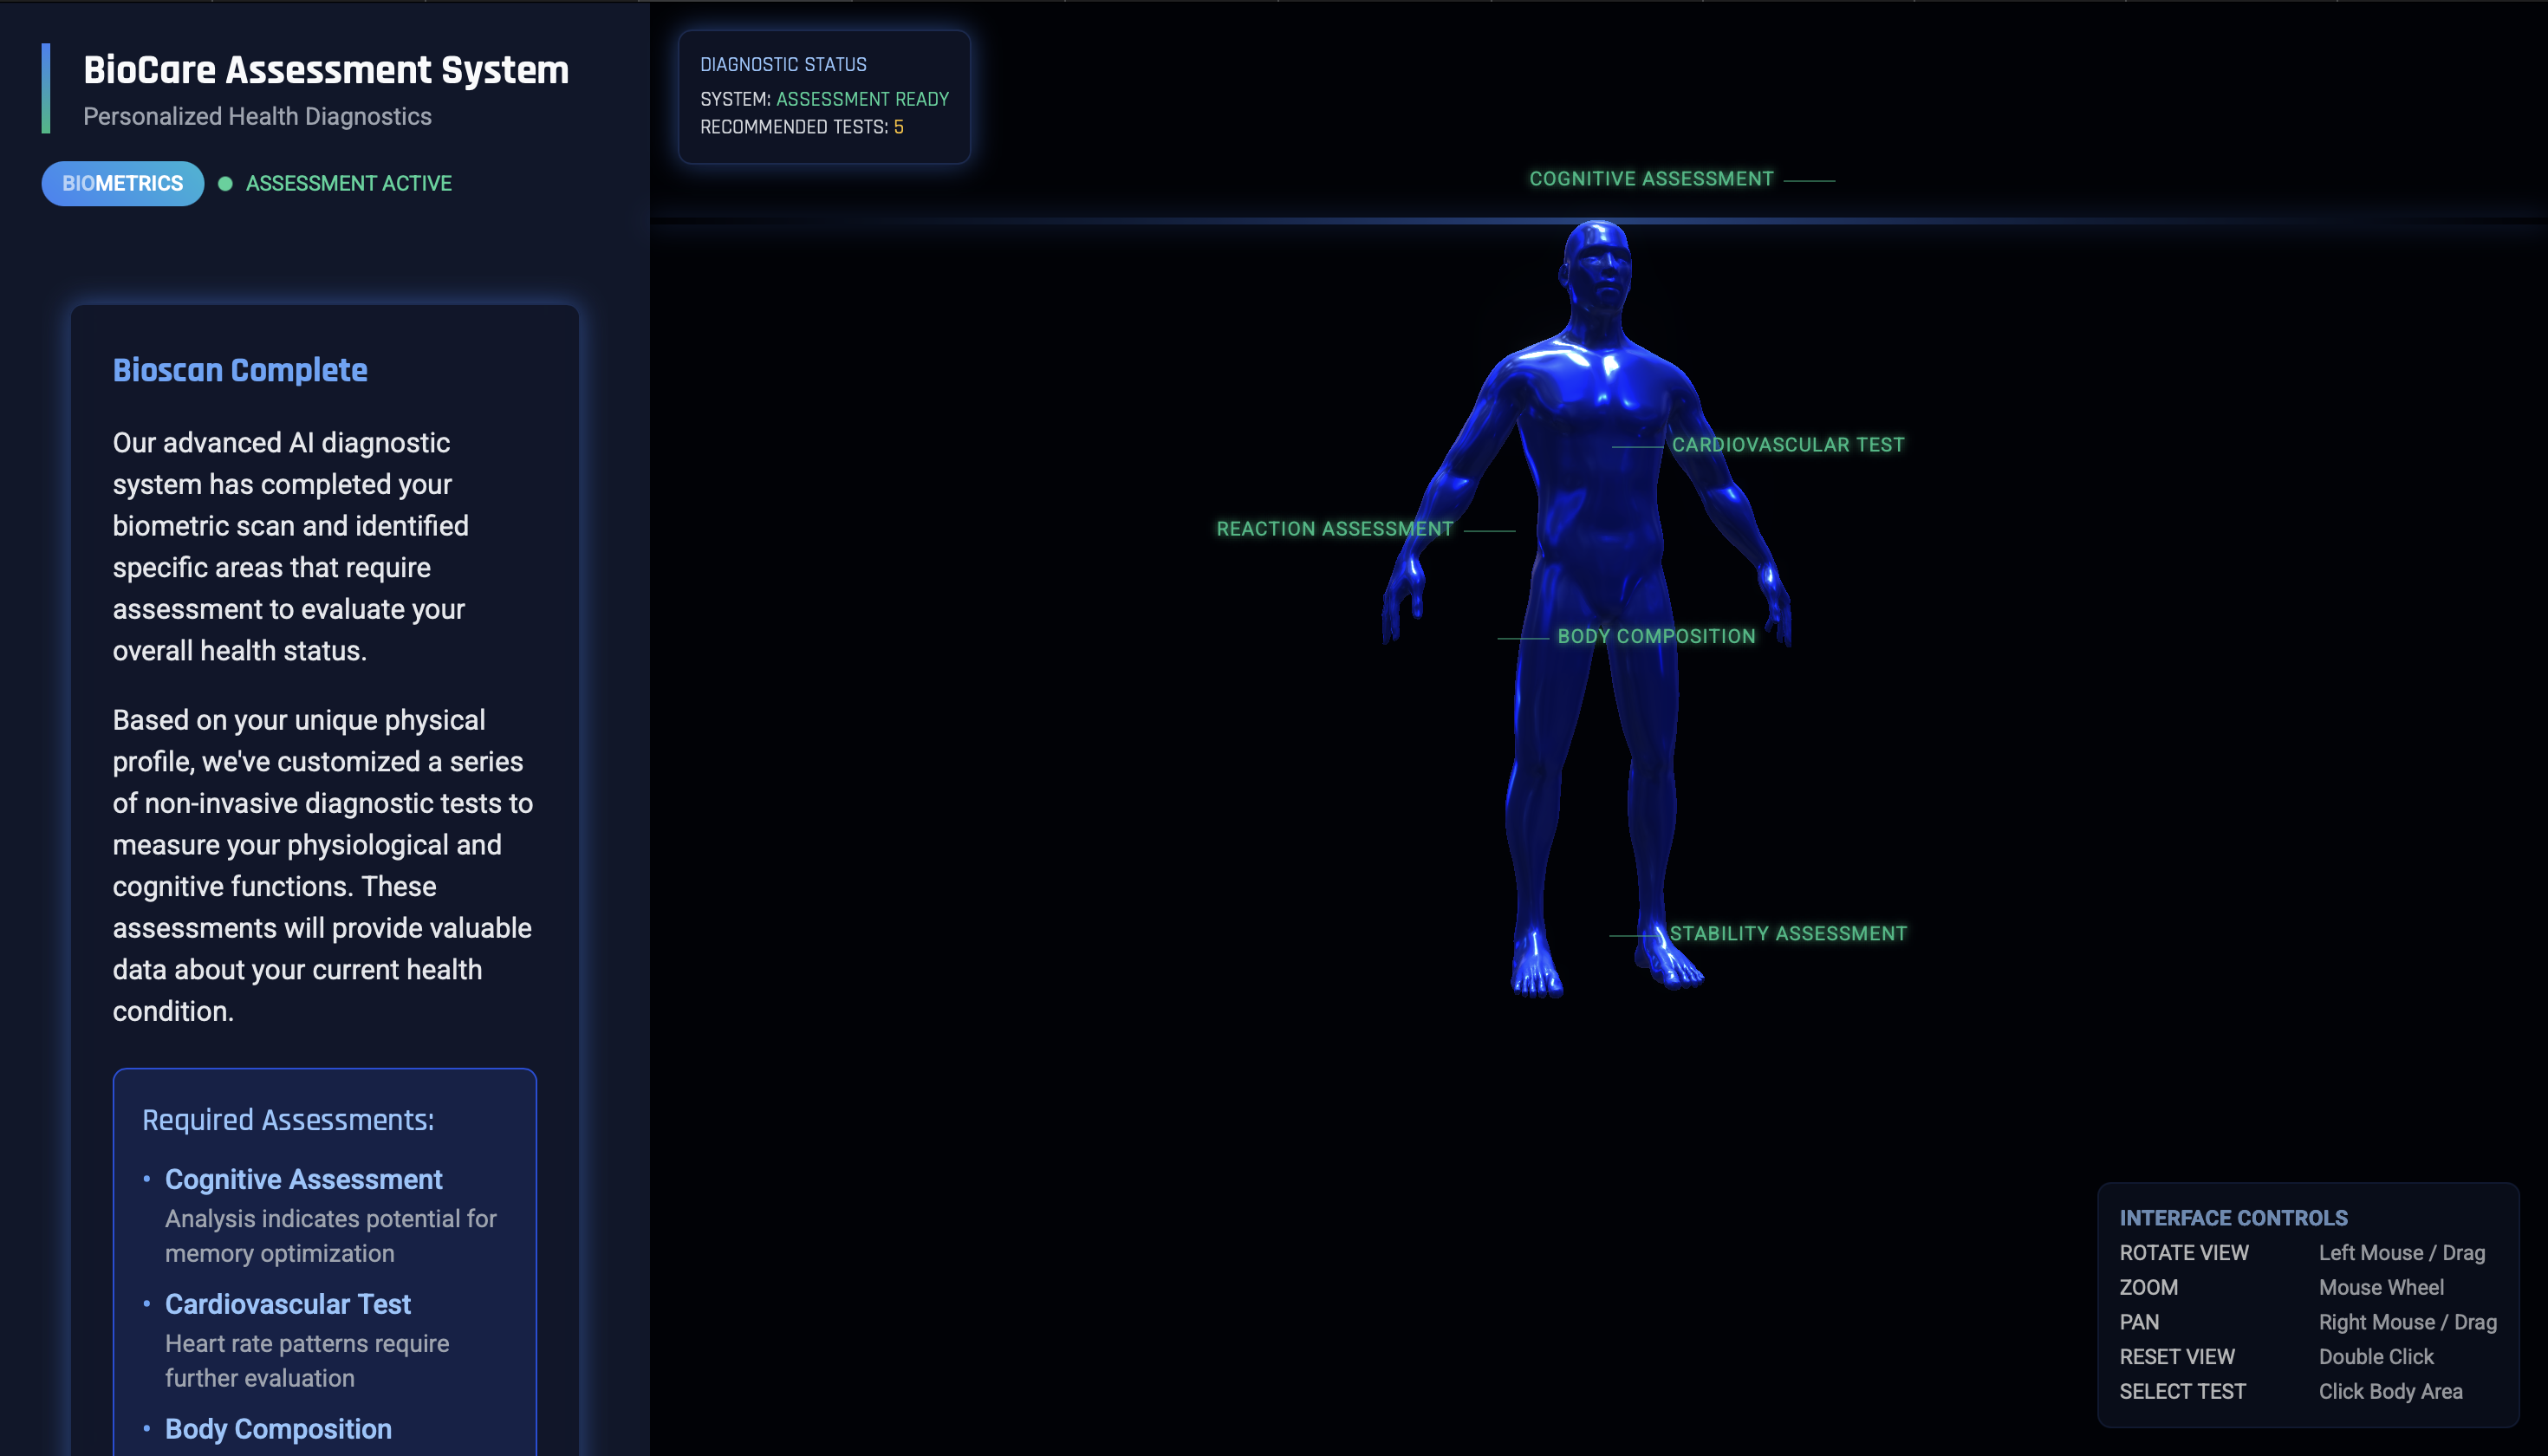 BioCare Assessment System
Personalized Health Diagnostics
BIOMETRICS ASSESSMENT ACTIVE
Bioscan Complete
Our advanced AI diagnostic
system has completed your
biometric scan and identified
specific areas that require
assessment to evaluate your
overall health status.
Based on your unique physical
profile, we've customized a series
of non-invasive diagnostic tests to
measure your physiological and
cognitive functions. These
assessments will provide valuable
data about your current health
condition.
Required Assessments:
• Cognitive Assessment
Analysis indicates potential for
memory optimization
• Cardiovascular Test
Heart rate patterns require
further evaluation
• Body Composition
DIAGNOSTIC STATUS
SYSTEM: ASSESSMENT READY
RECOMMENDED TESTS: 5
COGNITIVE ASSESSMENT
CARDIOVASCULAR TEST
REACTION ASSESSMENT
BODY COMPOSITION
STABILITY ASSESSMENT
INTERFACE CONTROLS
ROTATE VIEW Left Mouse / Drag
ZOOM Mouse Wheel
PAN Right Mouse / Drag
RESET VIEW Double Click
SELECT TEST Click Body Area